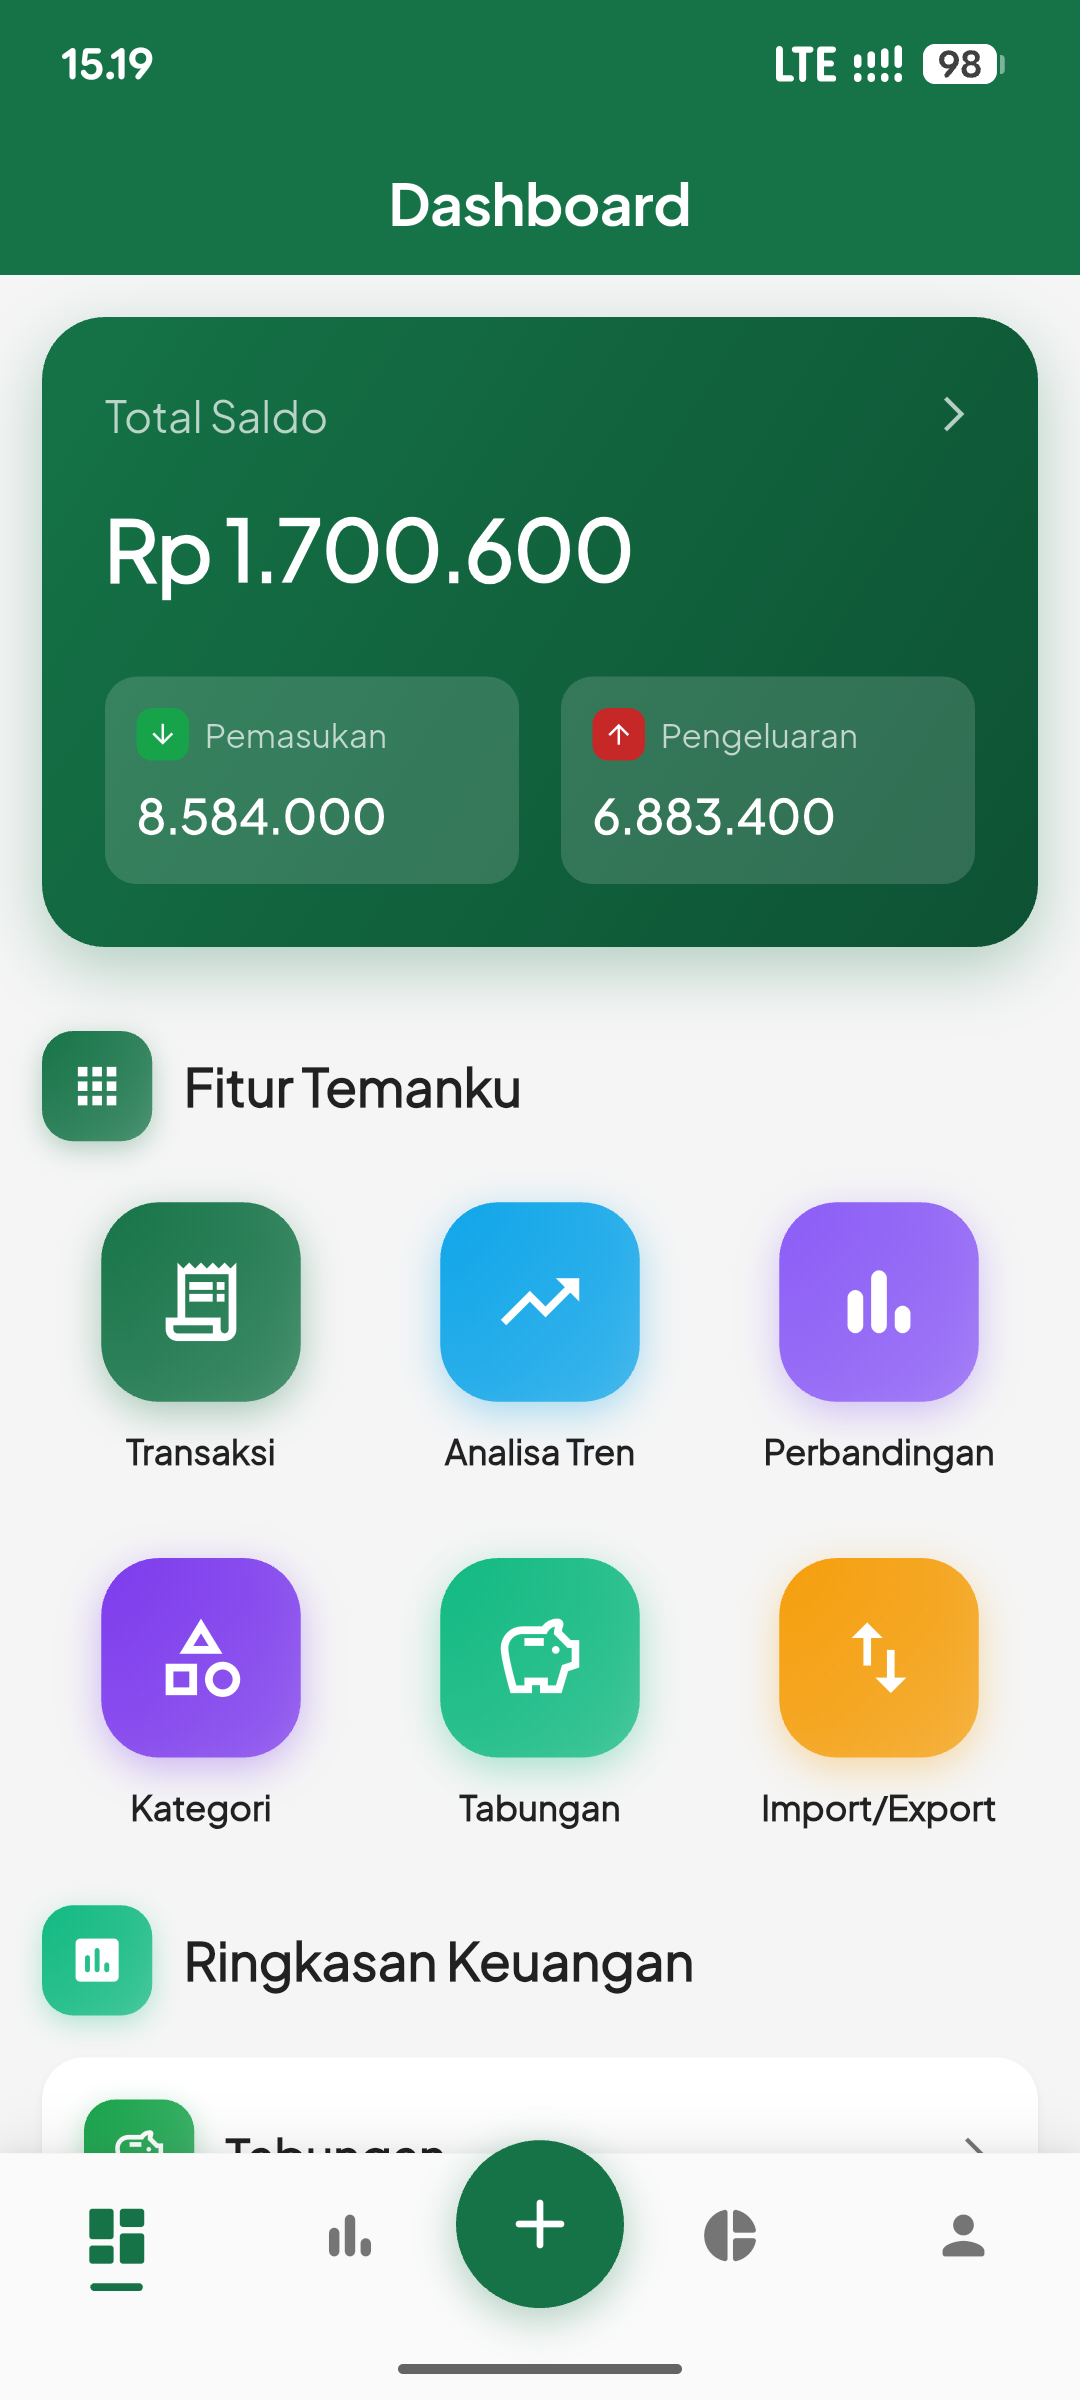 15.19
LTE 98
Dashboard
Total Saldo
Rp 1.700.600
Pemasukan
8.584.000
Pengeluaran
6.883.400
Fitur Temanku
Transaksi
Analisa Tren
Perbandingan
Kategori
Tabungan
Import/Export
Ringkasan Keuangan
Tabungan